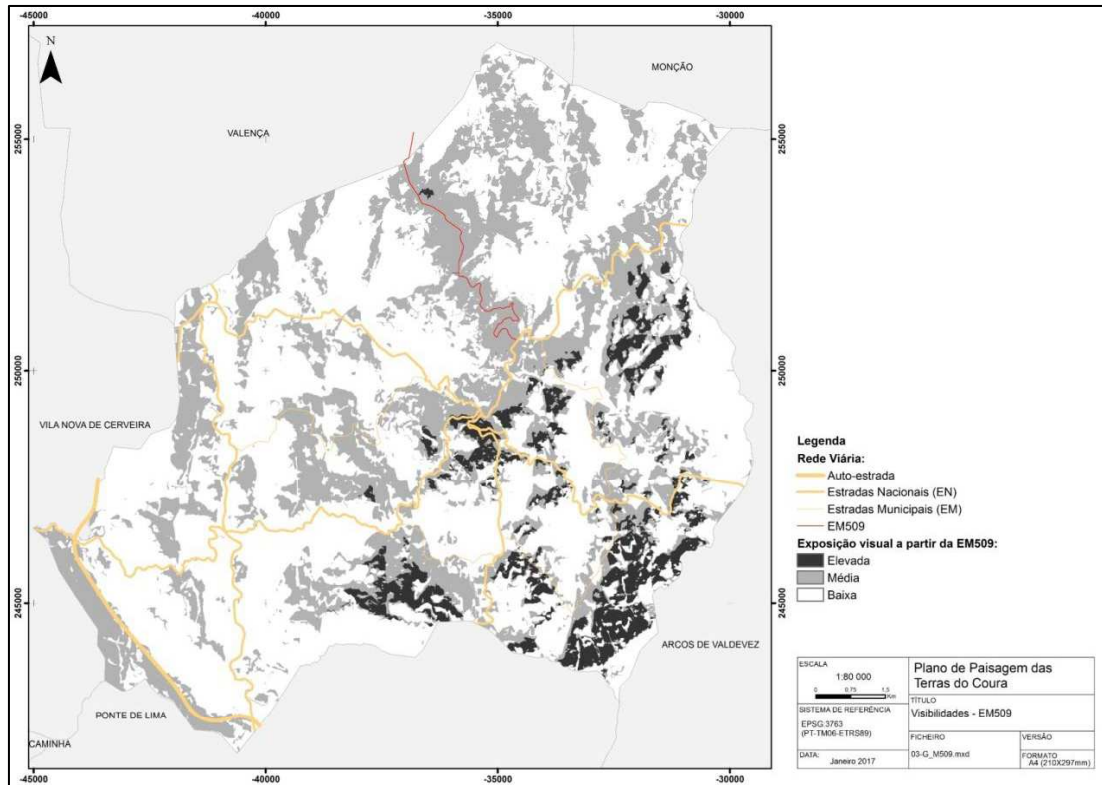 -45000
-40000
-35000
-30000
N
MONÇÃO
VALENÇA
255000
255000
250000
250000
VILA NOVA DE CERVEIRA
245000
245000
ARCOS DE VALDEVEZ
PONTE DE LIMA
CAMINHA
-45000
-40000
-35000
-30000
Legenda
Rede Viária:
Auto-estrada
Estradas Nacionais (EN)
Estradas Municipais (EM)
EM509
Exposição visual a partir da EM509:
Elevada
Média
Baixa
ESCALA
1:80 000
0 0,75 1,5
Km
SISTEMA DE REFERÊNCIA
EPSG:3763
(PT-TM06-ETRS89)
DATA:
Janeiro 2017
Plano de Paisagem das
Terras do Coura
TÍTULO
Visibilidades - EM509
FICHEIRO
03-G_M509.mxd
VERSÃO
FORMATO
A4 (210X297mm)